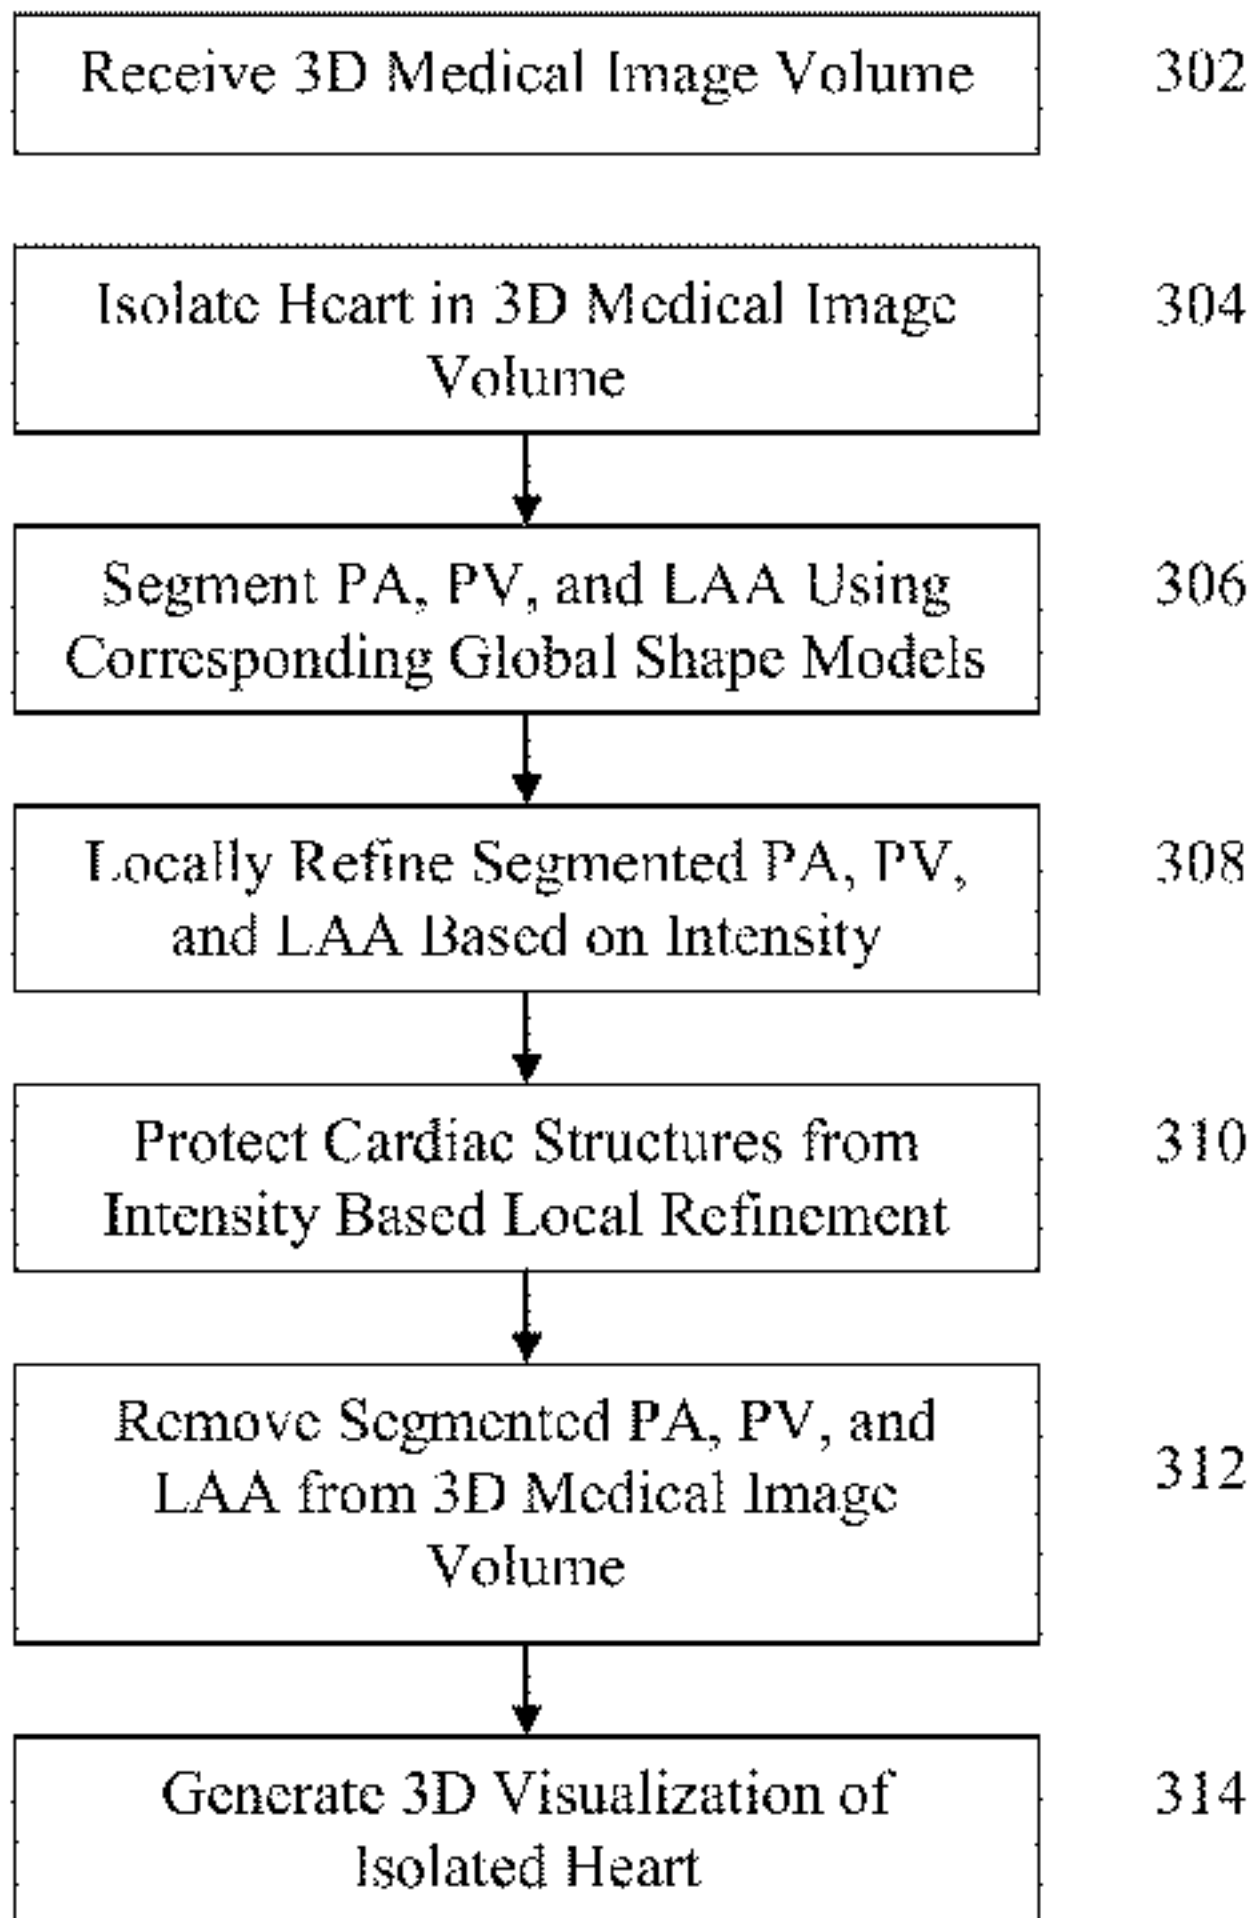 Receive 3D Medical Image Volume
302
Isolate Heart in 3D Medical Image
Volume
304
Segment PA, PV, and LAA Using
Corresponding Global Shape Models
306
Locally Refine Segmented PA, PV,
and LAA Based on Intensity
308
Protect Cardiac Structures from
Intensity Based Local Refinement
310
Remove Segmented PA, PV, and
LAA from 3D Medical Image
Volume
312
Generate 3D Visualization of
Isolated Heart
314